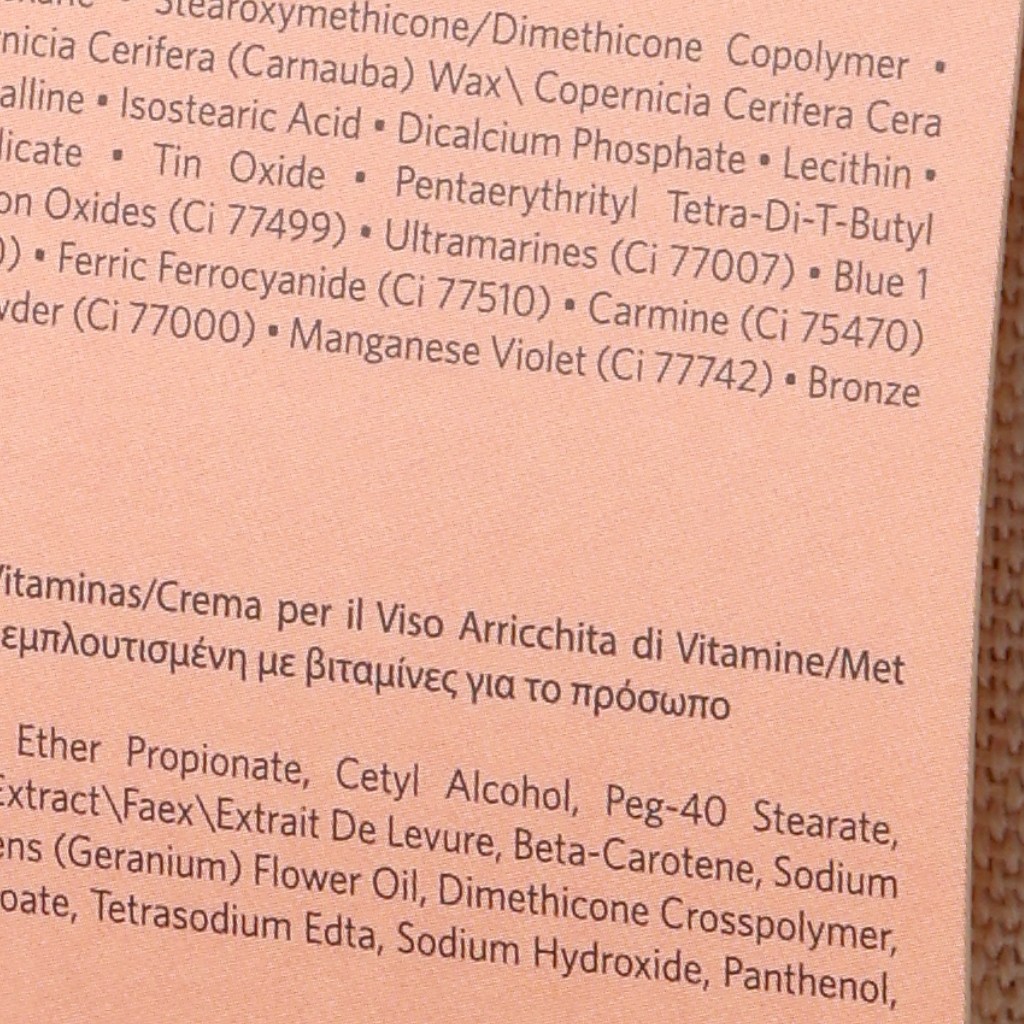 Stearoxymethicone/Dimethicone Copolymer •
nicia Cerifera (Carnauba) Wax\ Copernicia Cerifera Cera
alline • Isostearic Acid • Dicalcium Phosphate • Lecithin •
licate • Tin Oxide • Pentaerythrityl Tetra-Di-T-Butyl
on Oxides (Ci 77499) • Ultramarines (Ci 77007) • Blue 1
0) • Ferric Ferrocyanide (Ci 77510) • Carmine (Ci 75470)
wder (Ci 77000) • Manganese Violet (Ci 77742) • Bronze
Vitaminas/Crema per il Viso Arricchita di Vitamine/Met
εμπλουτισμένη με βιταμίνες για το πρόσωπο
Ether Propionate, Cetyl Alcohol, Peg-40 Stearate,
Extract\Faex\Extrait De Levure, Beta-Carotene, Sodium
ens (Geranium) Flower Oil, Dimethicone Crosspolymer,
oate, Tetrasodium Edta, Sodium Hydroxide, Panthenol,